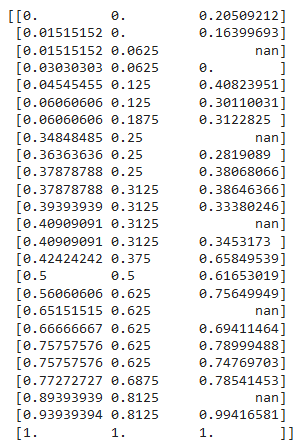 [[0.         0.         0.20509212]
 [0.01515152 0.         0.16399693]
 [0.01515152 0.0625            nan]
 [0.03030303 0.0625     0.        ]
 [0.04545455 0.125      0.40823951]
 [0.06060606 0.125      0.30110031]
 [0.06060606 0.1875     0.3122825 ]
 [0.34848485 0.25              nan]
 [0.36363636 0.25       0.2819089 ]
 [0.37878788 0.25       0.38068066]
 [0.37878788 0.3125     0.38646366]
 [0.39393939 0.3125     0.33380246]
 [0.40909091 0.3125            nan]
 [0.40909091 0.3125     0.3453173 ]
 [0.42424242 0.375      0.65849539]
 [0.5        0.5        0.61653019]
 [0.56060606 0.625      0.75649949]
 [0.65151515 0.625             nan]
 [0.66666667 0.625      0.69411464]
 [0.75757576 0.625      0.78999488]
 [0.75757576 0.625      0.74769703]
 [0.77272727 0.6875     0.78541453]
 [0.89393939 0.8125            nan]
 [0.93939394 0.8125     0.99416581]
 [1.         1.         1.        ]]